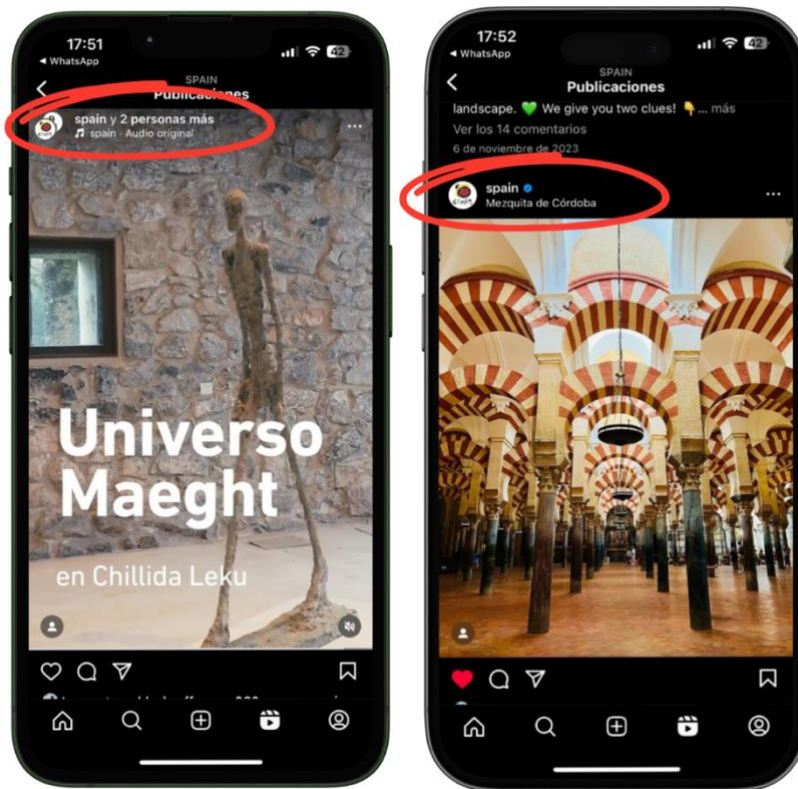 17:51
42
WhatsApp
SPAIN
Publicaciones
spain y 2 personas más
spain · Audio original
Universo
Maeght
en Chillida Leku
17:52
42
WhatsApp
SPAIN
Publicaciones
landscape. 💚 We give you two clues! 👇... más
Ver los 14 comentarios
6 de noviembre de 2023
spain
Mezquita de Córdoba